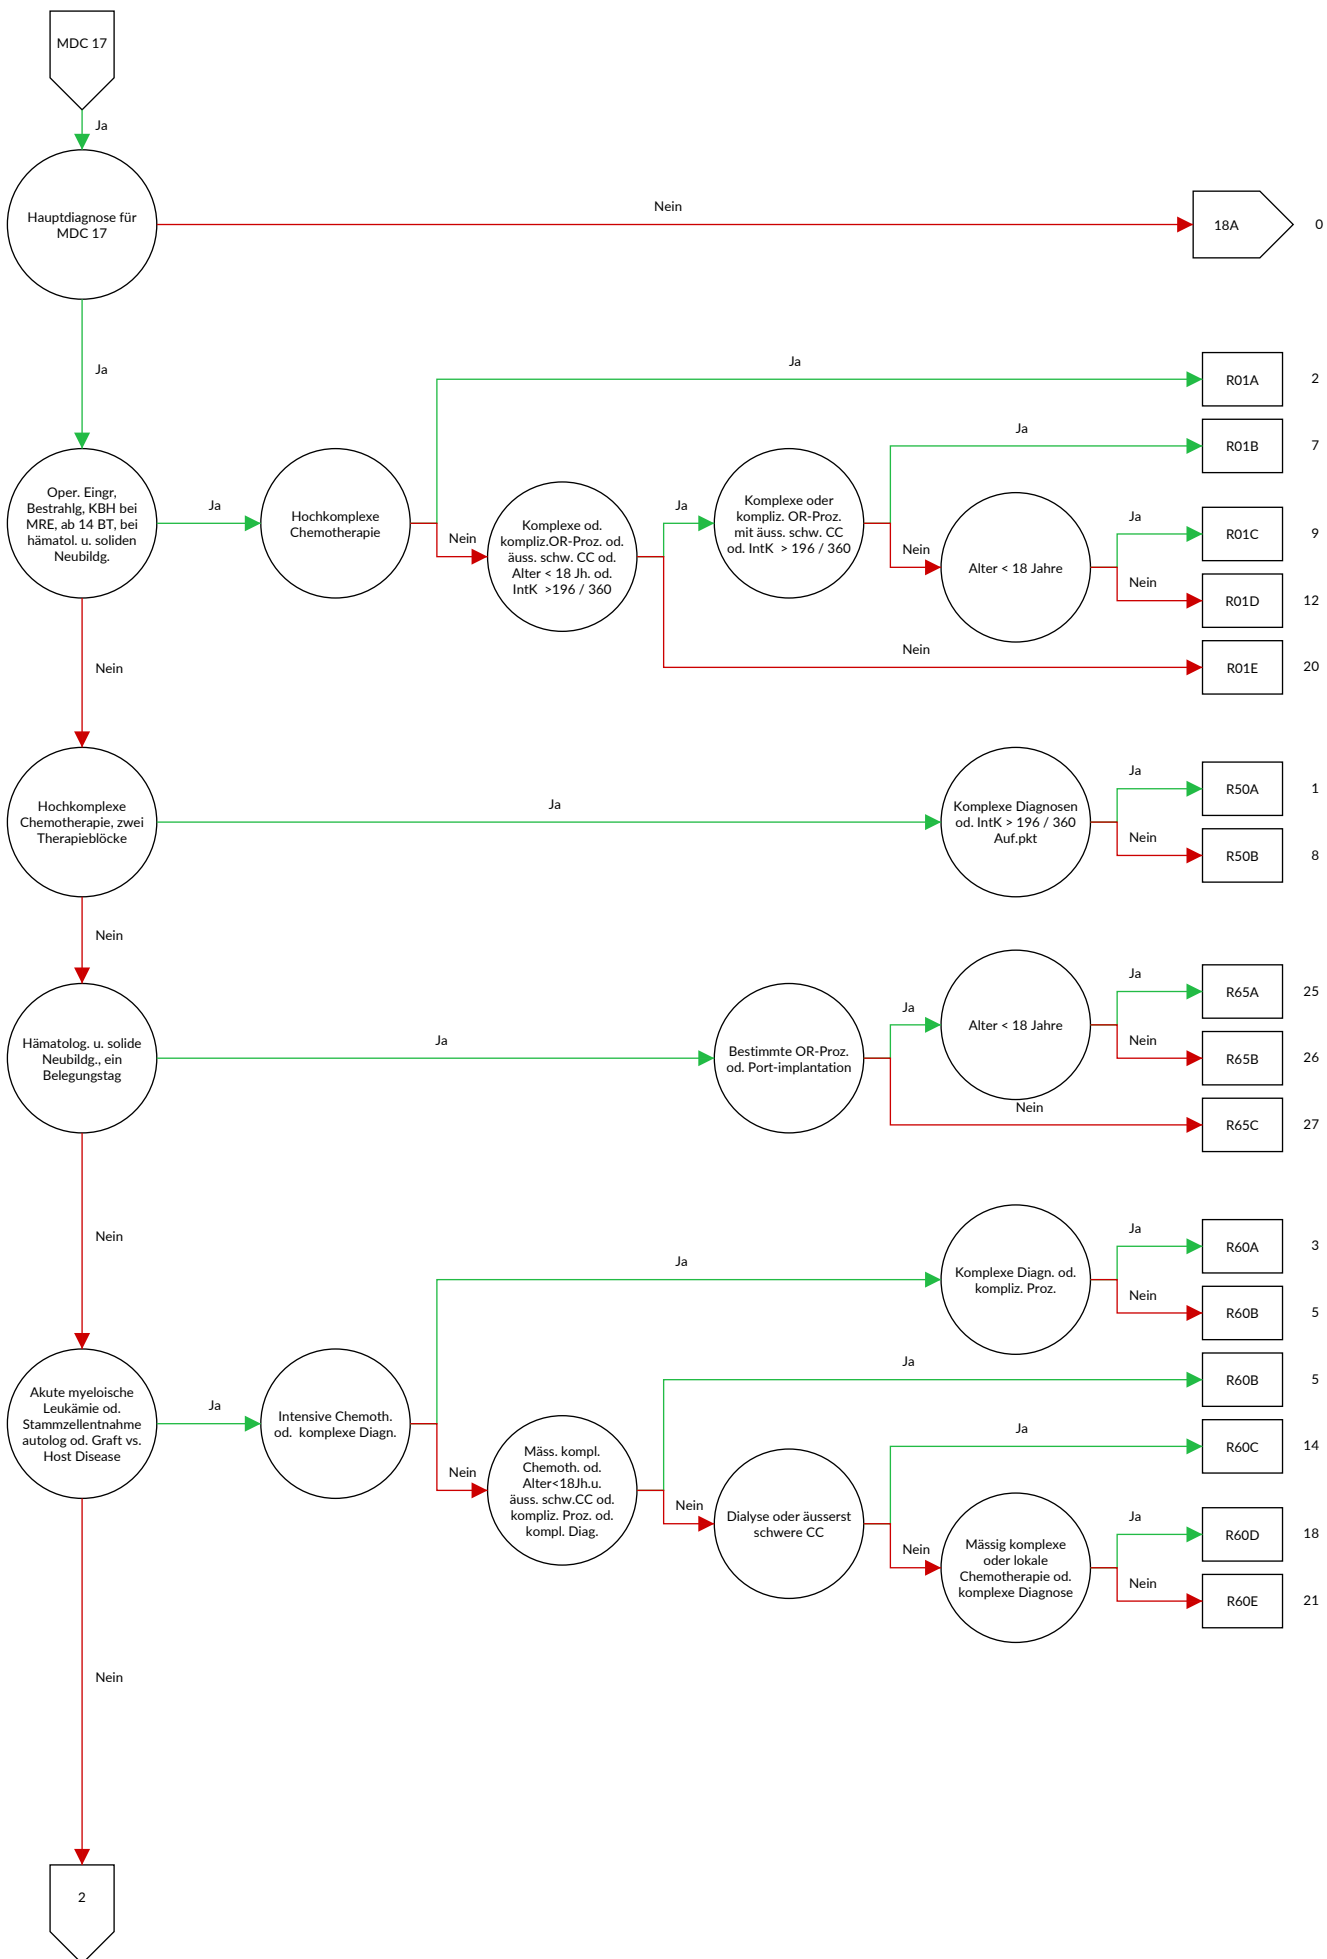 MDC 17
Ja
Hauptdiagnose für
MDC 17
Nein
18A
0
Ja
Ja
R01A
2
Ja
R01B
7
Oper. Eingr,
Bestrahlg, KBH bei
MRE, ab 14 BT, bei
hämatol. u. soliden
Neubildg.
Ja
Hochkomplexe
Chemotherapie
Nein
Komplexe od.
kompliz.OR-Proz. od.
äuss. schw. CC od.
Alter < 18 Jh. od.
IntK >196 / 360
Ja
Komplexe oder
kompliz. OR-Proz.
mit äuss. schw. CC
od. IntK > 196 / 360
Nein
Alter < 18 Jahre
Ja
R01C
9
Nein
R01D
12
Nein
R01E
20
Nein
Hochkomplexe
Chemotherapie, zwei
Therapieblöcke
Ja
Komplexe Diagnosen
od. IntK > 196 / 360
Auf.pkt
Ja
R50A
1
Nein
R50B
8
Nein
Hämatolog. u. solide
Neubildg., ein
Belegungstag
Ja
Bestimmte OR-Proz.
od. Port-implantation
Ja
Alter < 18 Jahre
Ja
R65A
25
Nein
R65B
26
Nein
R65C
27
Nein
Ja
Komplexe Diagn. od.
kompliz. Proz.
Ja
R60A
3
Nein
R60B
5
Ja
R60B
5
Akute myeloische
Leukämie od.
Stammzellentnahme
autolog od. Graft vs.
Host Disease
Ja
Intensive Chemoth.
od. komplexe Diagn.
Nein
Mäss. kompl.
Chemoth. od.
Alter<18Jh.u.
äuss. schw.CC od.
kompliz. Proz. od.
kompl. Diag.
Nein
Dialyse oder äusserst
schwere CC
Ja
R60C
14
Nein
Mässig komplexe
oder lokale
Chemotherapie od.
komplexe Diagnose
Ja
R60D
18
Nein
R60E
21
Nein
2